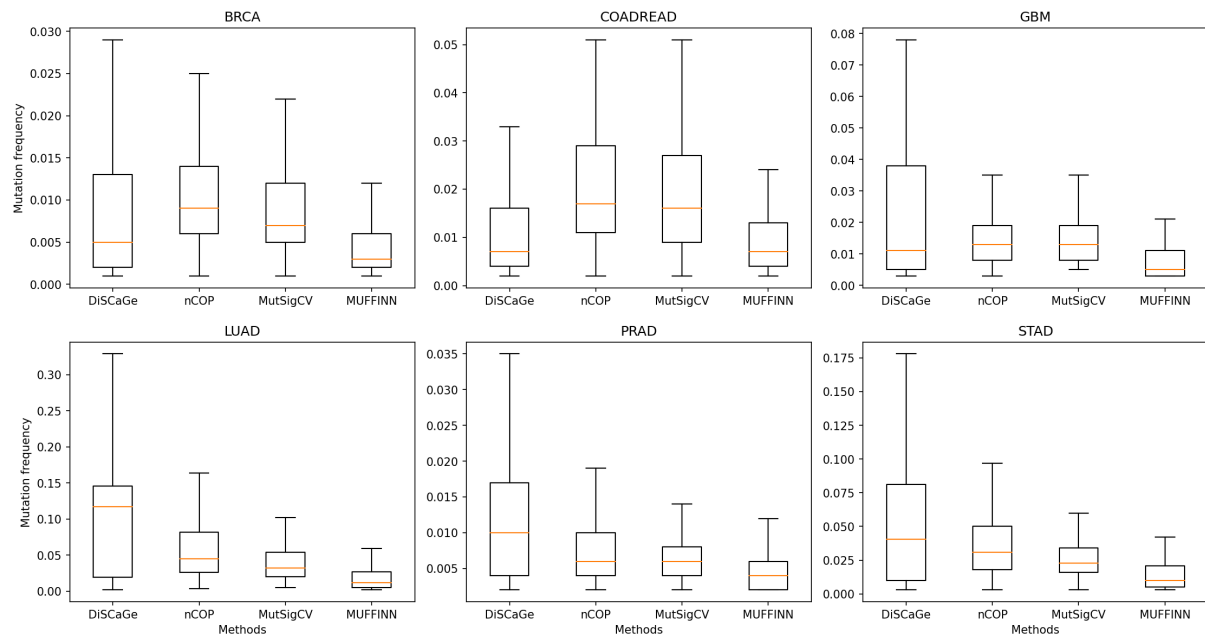 BRCA
COADREAD
GBM
Mutation frequency
0.030
0.025
0.020
0.015
0.010
0.005
0.000
DiSCaGe nCOP MutSigCV MUFFINN
0.05
0.04
0.03
0.02
0.01
0.00
DiSCaGe nCOP MutSigCV MUFFINN
0.08
0.07
0.06
0.05
0.04
0.03
0.02
0.01
0.00
DiSCaGe nCOP MutSigCV MUFFINN
LUAD
PRAD
STAD
Mutation frequency
0.30
0.25
0.20
0.15
0.10
0.05
0.00
DiSCaGe nCOP MutSigCV MUFFINN
Methods
0.035
0.030
0.025
0.020
0.015
0.010
0.005
DiSCaGe nCOP MutSigCV MUFFINN
Methods
0.175
0.150
0.125
0.100
0.075
0.050
0.025
0.000
DiSCaGe nCOP MutSigCV MUFFINN
Methods